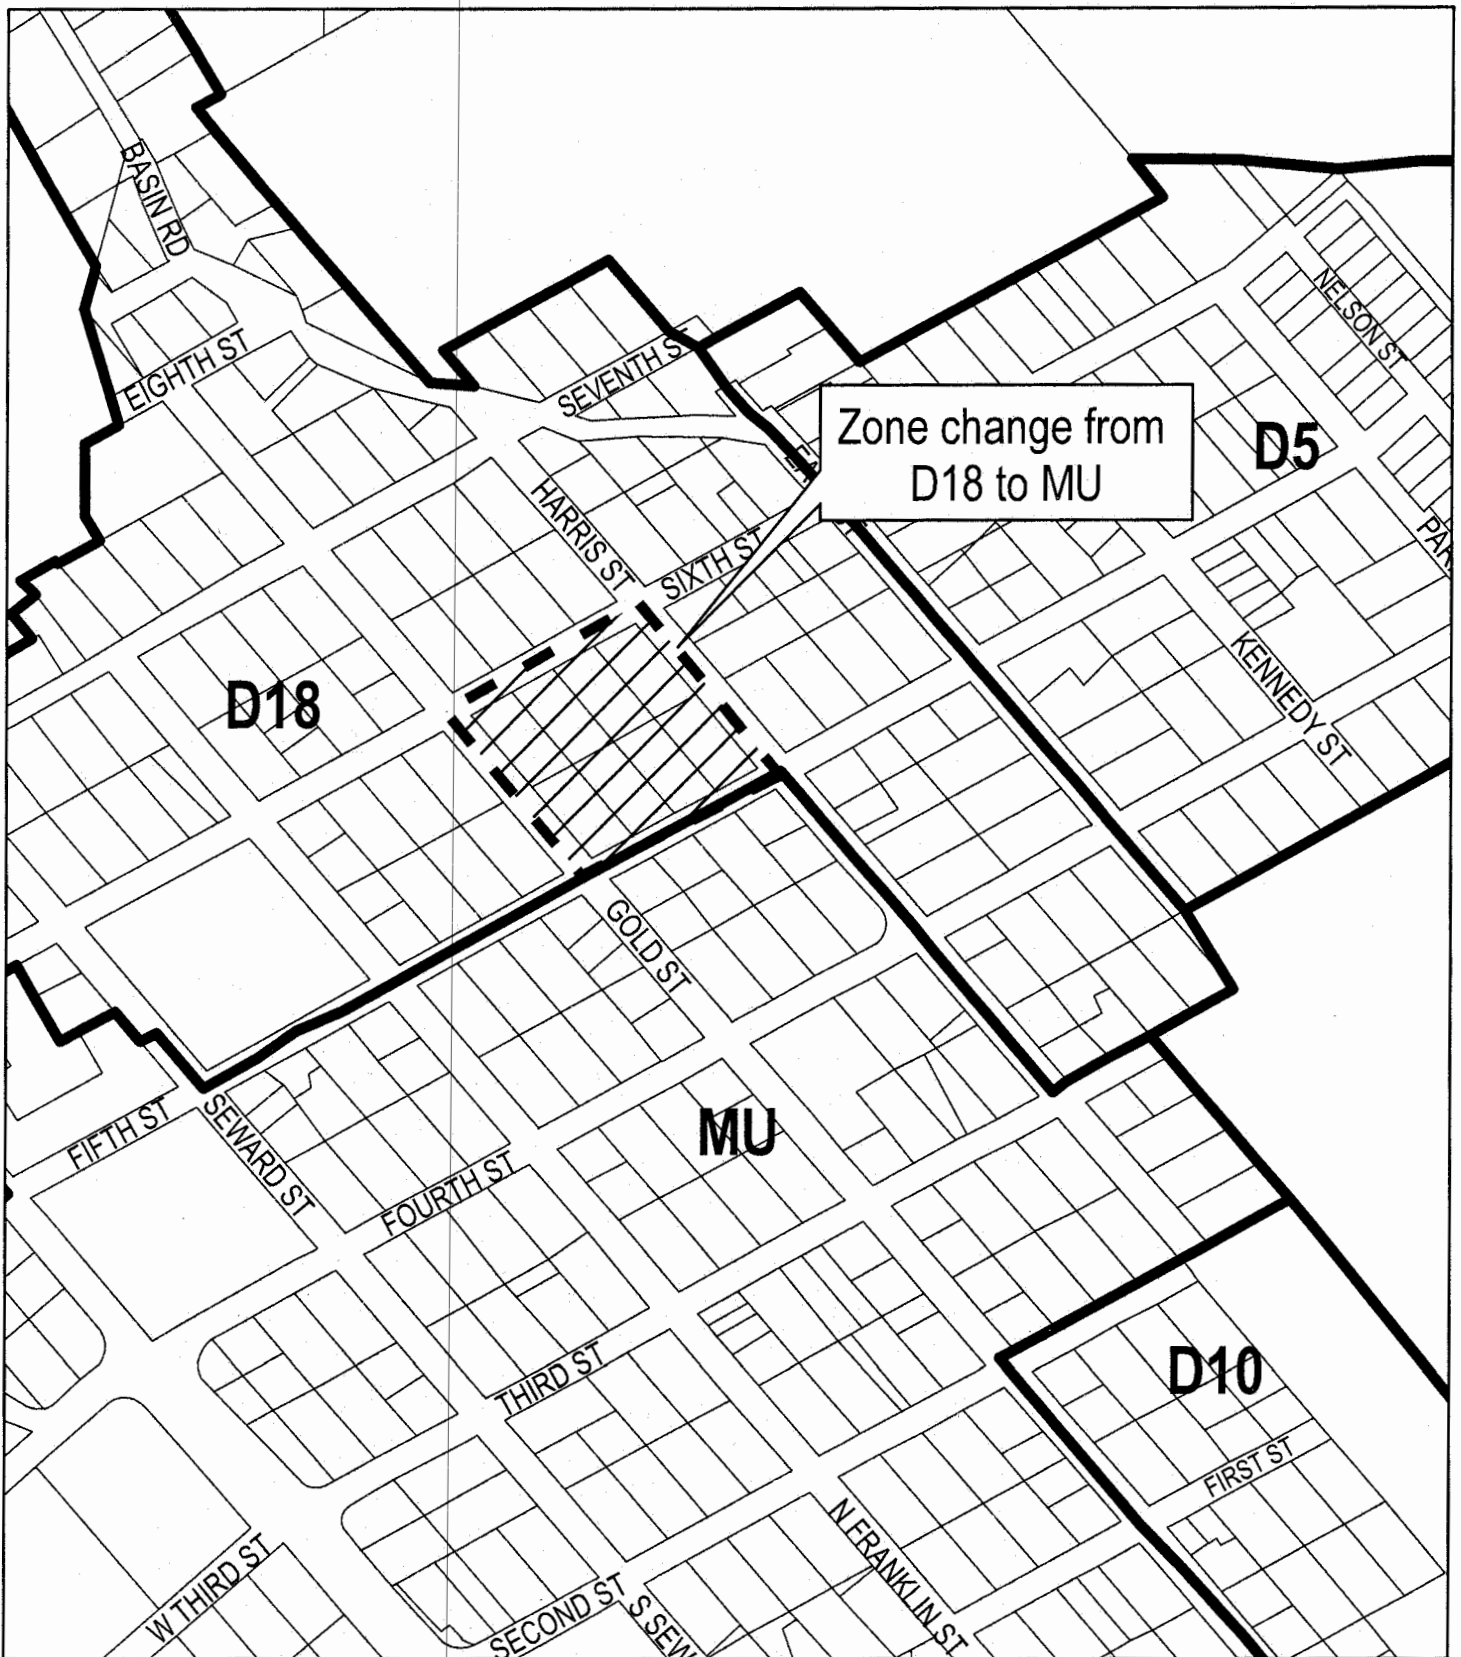 BASIN RD
NELSON ST
EIGHTH ST
SEVENTH S
Zone change from
D18 to MU
D5
HARRIS ST
SIXTH ST
KENNEDY ST
D18
GOLD ST
MU
FIFTH ST
SEWARD ST
FOURTH ST
THIRD ST
D10
FIRST ST
N FRANKLIN ST
W THIRD ST
SECOND ST
S SEW